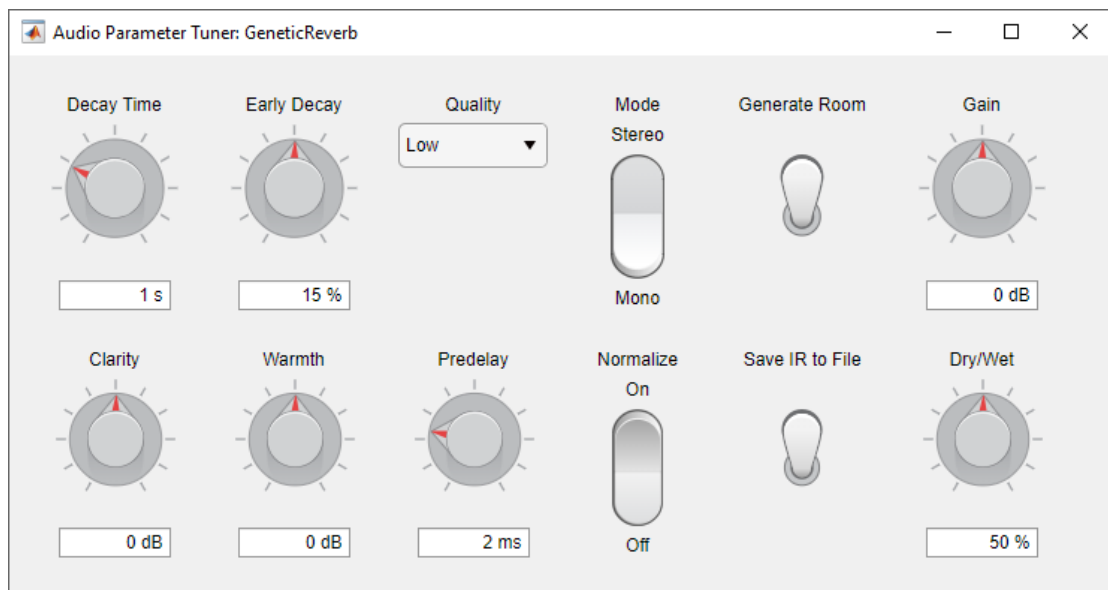 Audio Parameter Tuner: GeneticReverb
Decay Time
Early Decay
Quality
Mode
Generate Room
Gain
Low
Stereo
Mono
1 s
15 %
0 dB
Clarity
Warmth
Predelay
Normalize
Save IR to File
Dry/Wet
On
Off
0 dB
0 dB
2 ms
50 %